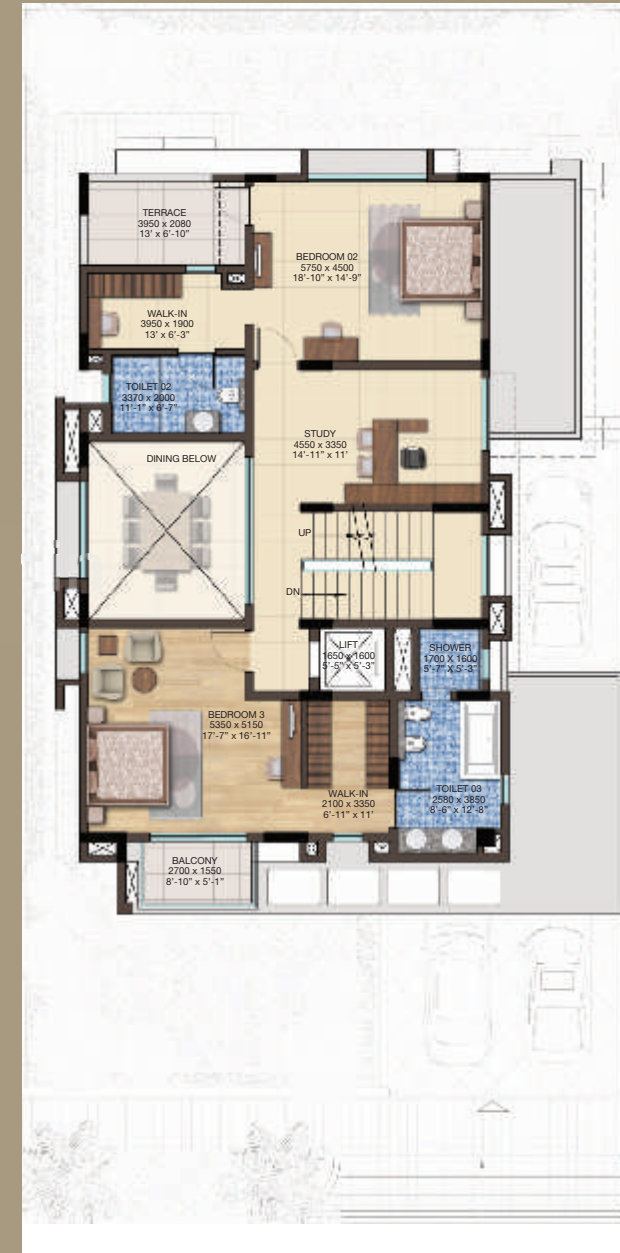 TERRACE
3950 x 2080
13' x 6'-10"
BEDROOM 02
5750 x 4500
18'-10" x 14'-9"
WALK-IN
3950 x 1900
13' x 6'-3"
TOILET 02
3370 x 2000
11'-1" x 6'-7"
STUDY
4550 x 3350
14'-11" x 11'
DINING BELOW
UP
DN
LIFT
1650 x 1600
5'-5" x 5'-3"
SHOWER
1700 X 1600
5'-7" X 5'-3"
BEDROOM 3
5350 x 5150
17'-7" x 16'-11"
WALK-IN
2100 x 3350
6'-11" x 11'
TOILET 03
2580 x 3850
8'-6" x 12'-8"
BALCONY
2700 x 1550
8'-10" x 5'-1"